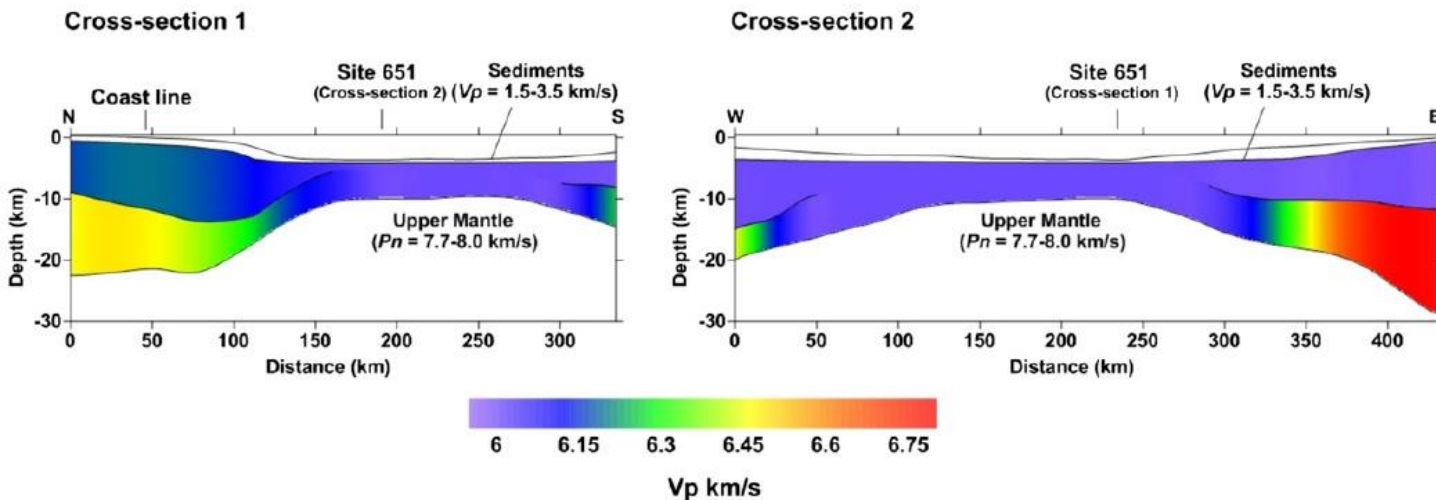 Cross-section 1
Cross-section 2
Site 651
(Cross-section 2)
Sediments
(Vp = 1.5-3.5 km/s)
Coast line
N
S
Site 651
(Cross-section 1)
Sediments
(Vp = 1.5-3.5 km/s)
W
E
0
-10
-20
-30
Depth (km)
Upper Mantle
(Pn = 7.7-8.0 km/s)
0 50 100 150 200 250 300
Distance (km)
0
-10
-20
-30
Depth (km)
Upper Mantle
(Pn = 7.7-8.0 km/s)
0 50 100 150 200 250 300 350 400
Distance (km)
6 6.15 6.3 6.45 6.6 6.75
Vp km/s